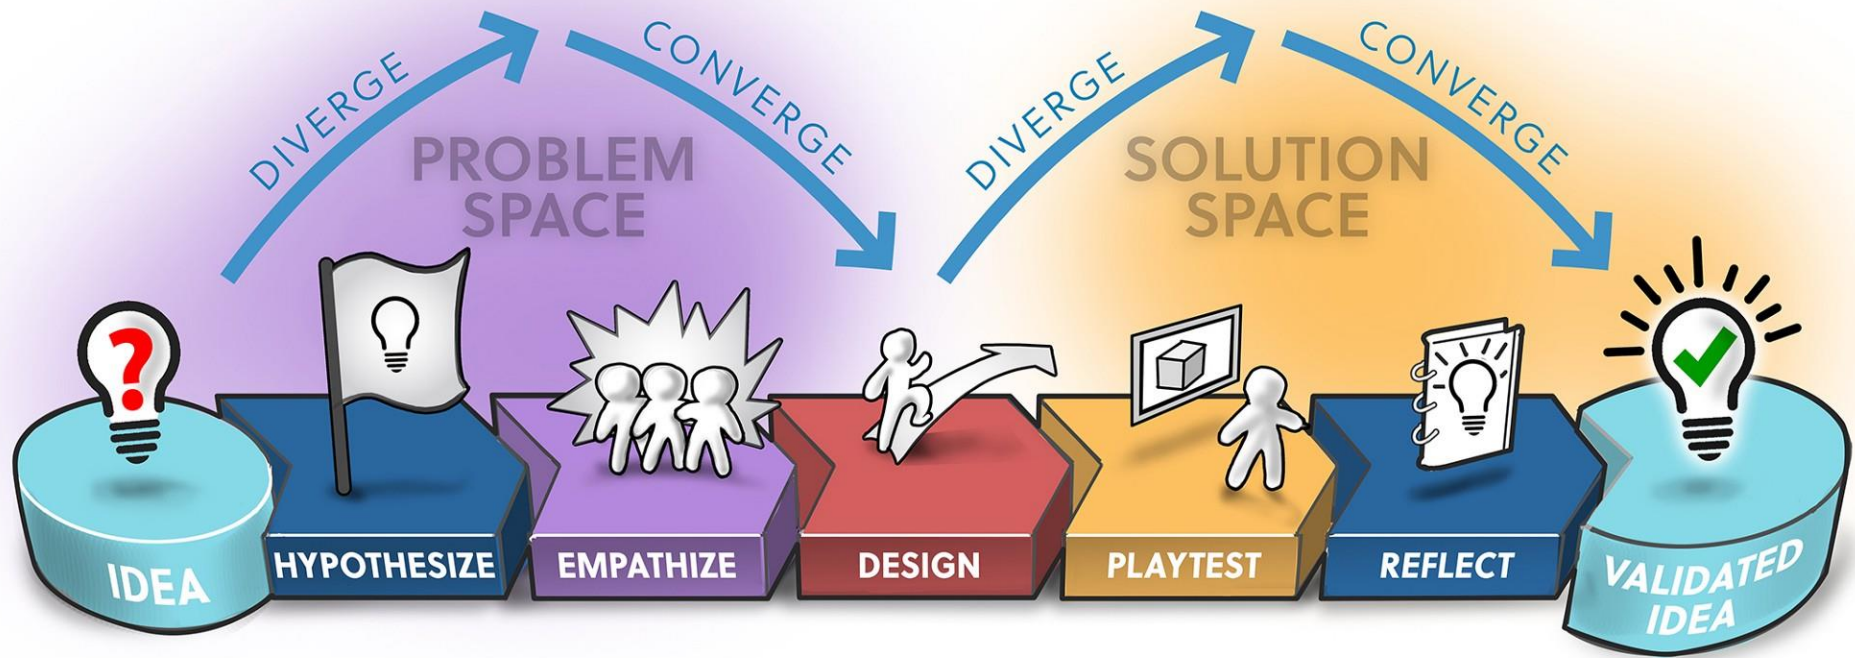 DIVERGE
CONVERGE
PROBLEM
SPACE
DIVERGE
CONVERGE
SOLUTION
SPACE
?
IDEA
HYPOTHESIZE
EMPATHIZE
DESIGN
PLAYTEST
REFLECT
VALIDATED
IDEA